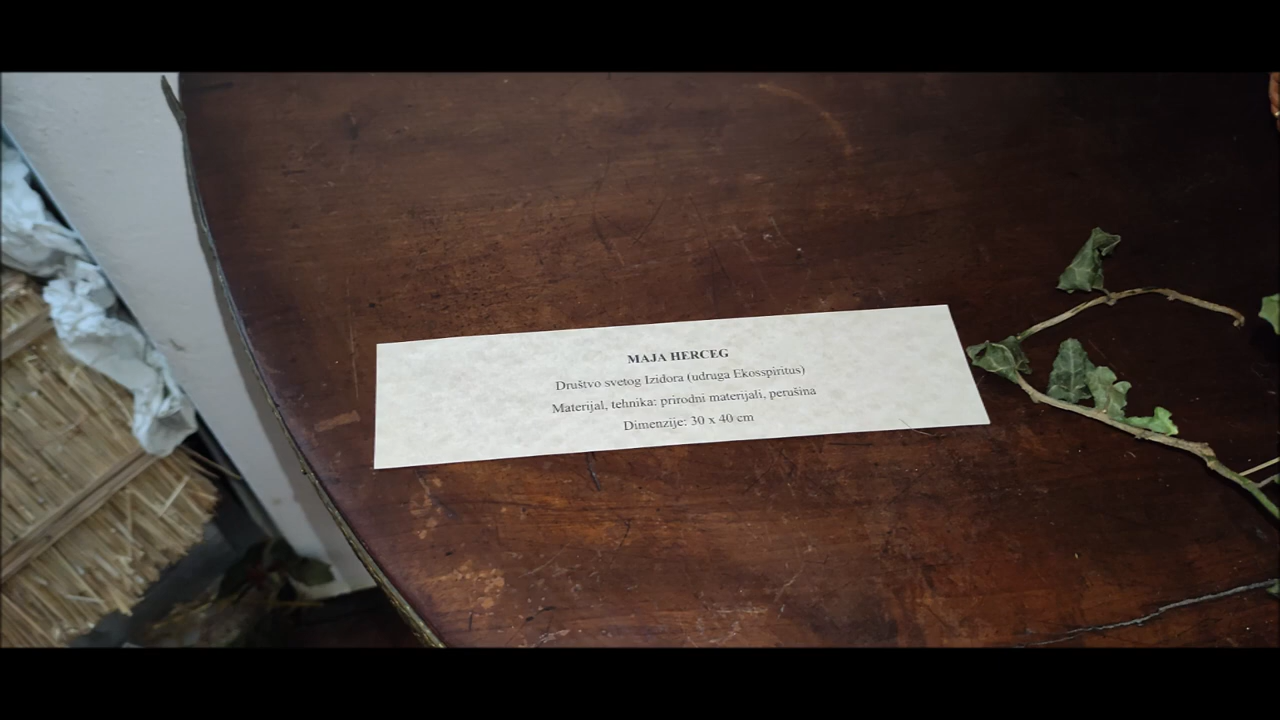 MAJA HERCEG
Društvo svetog Izidora (udruga Ekosspiritus)
Materijal, tehnika: prirodni materijali, perušina
Dimenzije: 30 x 40 cm